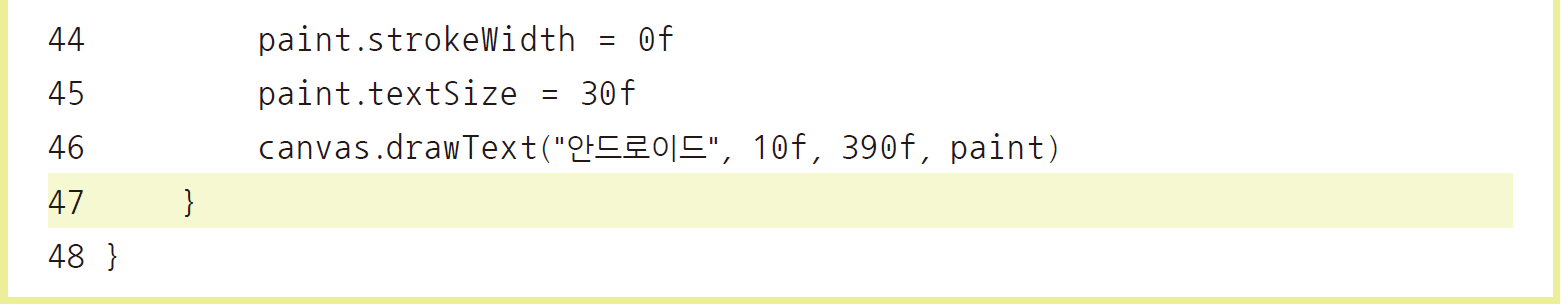 44         paint.strokeWidth = 0f
45         paint.textSize = 30f
46         canvas.drawText("안드로이드", 10f, 390f, paint)
47     }
48 }